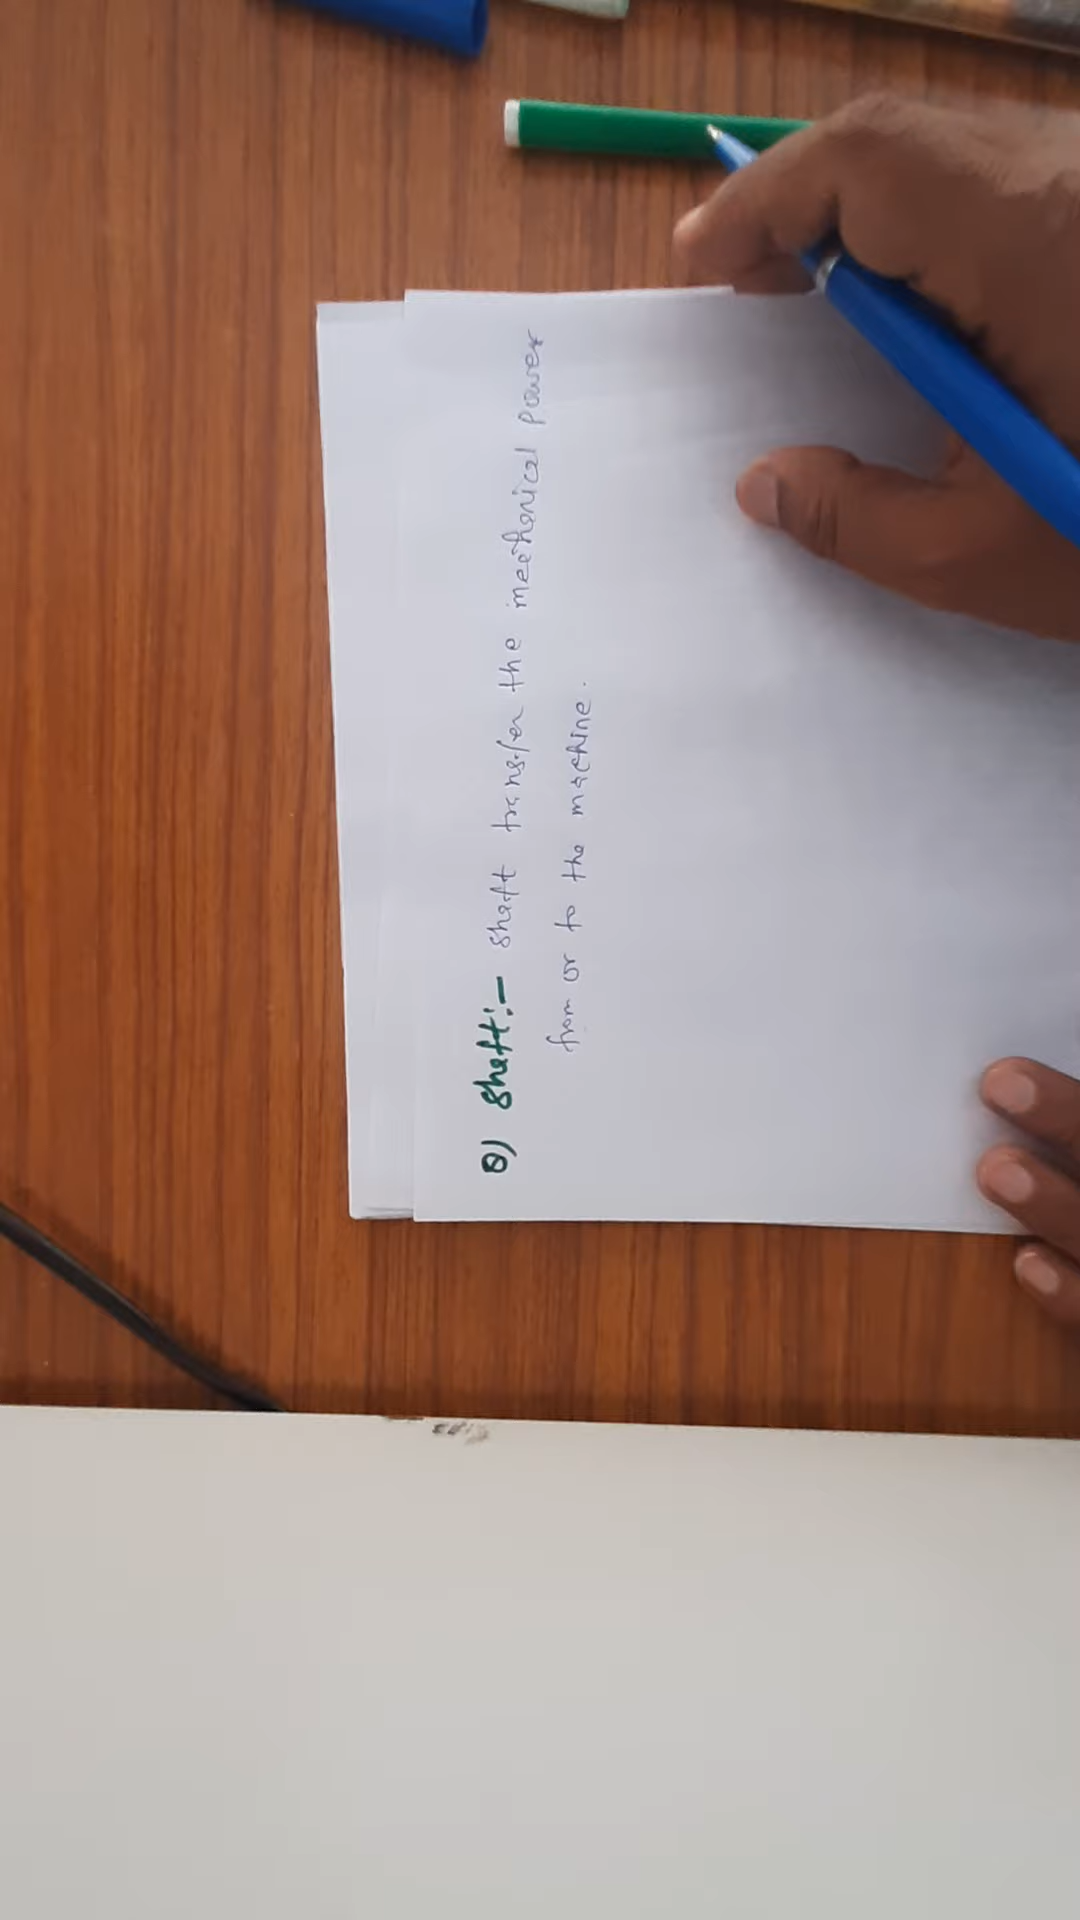 8) Shaft:- shaft transfer the mechanical power
from or to the machine.